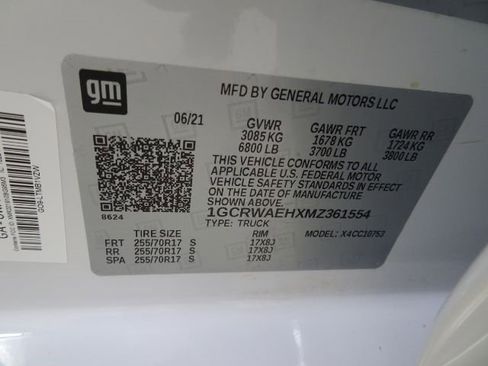 gm
MFD BY GENERAL MOTORS LLC
06/21
GVWR GAWR FRT GAWR RR
3085 KG 1678 KG 1724 KG
6800 LB 3700 LB 3800 LB
THIS VEHICLE CONFORMS TO ALL
APPLICABLE U.S. FEDERAL MOTOR
VEHICLE SAFETY STANDARDS IN
EFFECT ON THE DATE OF MANUFACTURE
SHOWN ABOVE.
1GCRWAEHXMZ361554
TYPE: TRUCK MODEL: X4CC10753
8624
TIRE SIZE RIM
FRT 255/70R17 S 17X8J
RR 255/70R17 S 17X8J
SPA 255/70R17 S 17X8J